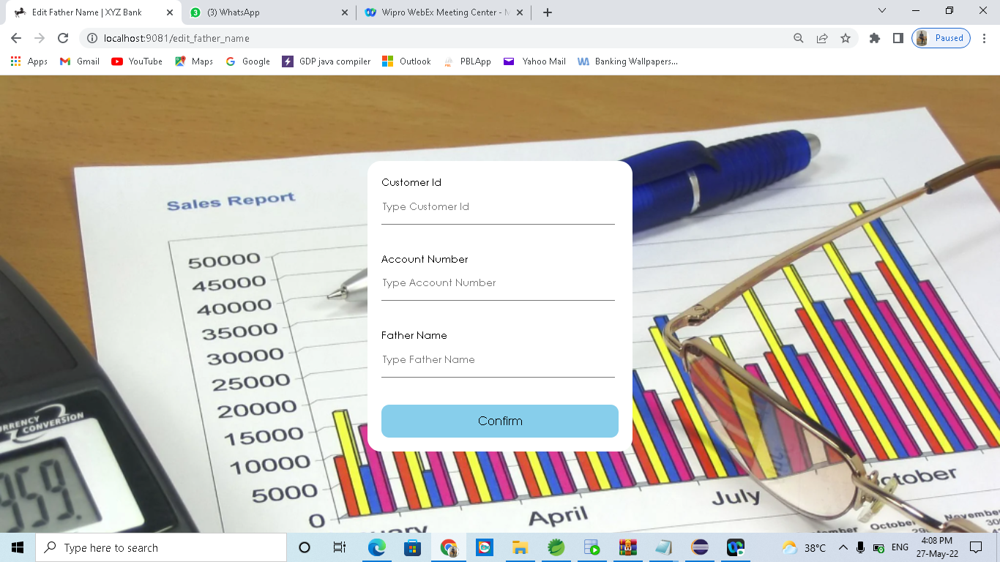 Edit Father Name | XYZ Bank
(3) WhatsApp
Wipro WebEx Meeting Center -
localhost:9081/edit_father_name
Paused
Apps
Gmail
YouTube
Maps
Google
GDP java compiler
Outlook
PBLApp
Yahoo Mail
Banking Wallpapers...
Sales Report
50000
45000
40000
35000
30000
25000
20000
15000
10000
5000
0
April
July
October
November
CURRENCY
CONVERSION
959.
Customer Id
Type Customer Id
Account Number
Type Account Number
Father Name
Type Father Name
Confirm
Type here to search
38°C
ENG
4:08 PM
27-May-22